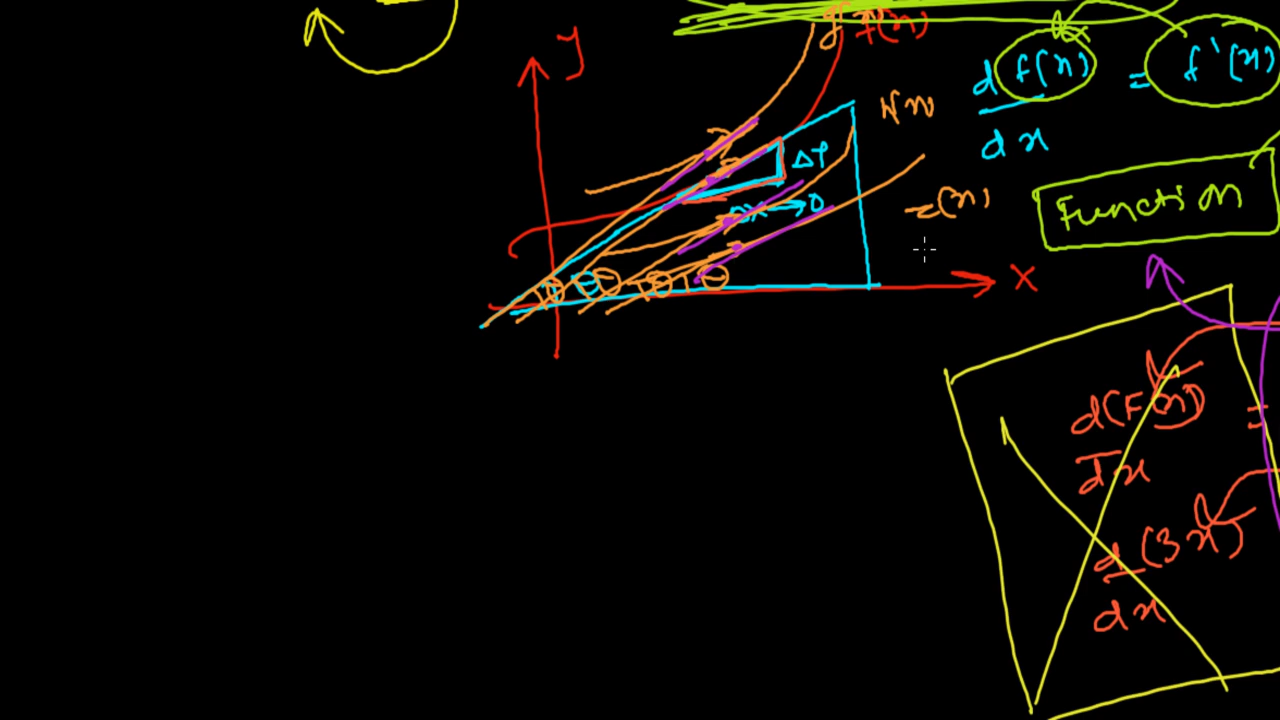 y
f(x)
d f(x) = f'(x)
dx
Δy
Δx → 0
Function
θ θ θ θ θ
x
d(F(x)) =
dx
d (3x)
dx